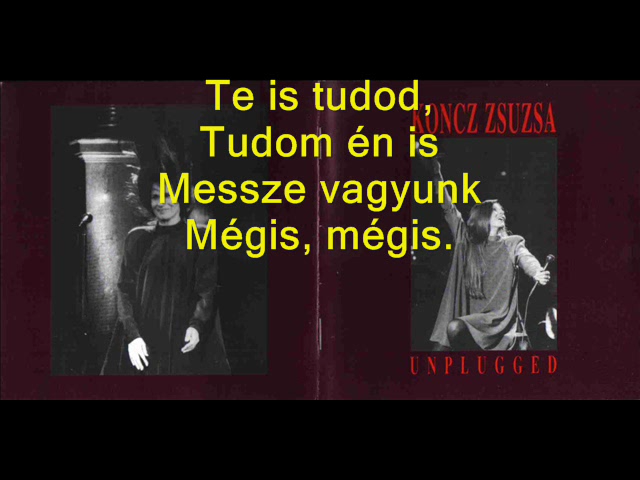 Te is tudod,
Tudom én is
Messze vagyunk
Mégis, mégis.
KONCZ ZSUZSA
UNPLUGGED